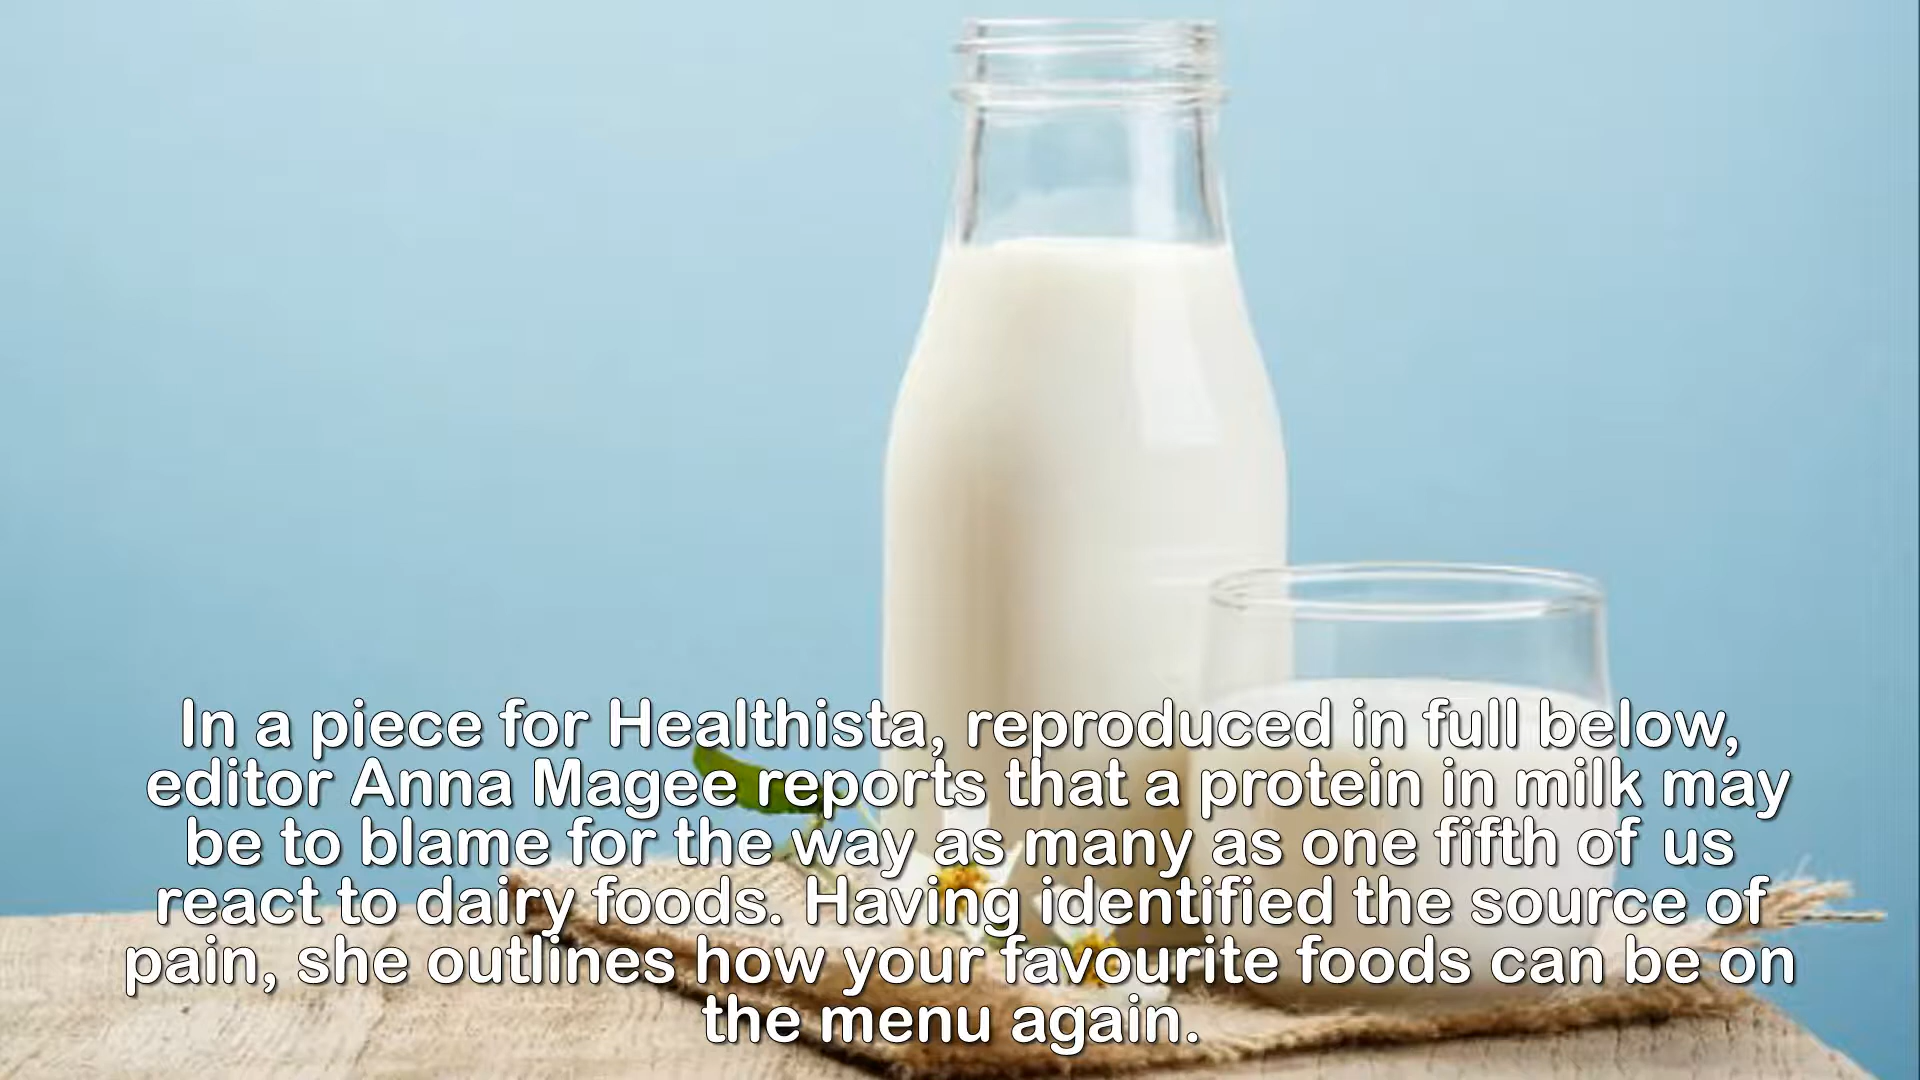 In a piece for Healthista, reproduced in full below,
editor Anna Magee reports that a protein in milk may
be to blame for the way as many as one fifth of us
react to dairy foods. Having identified the source of
pain, she outlines how your favourite foods can be on
the menu again.